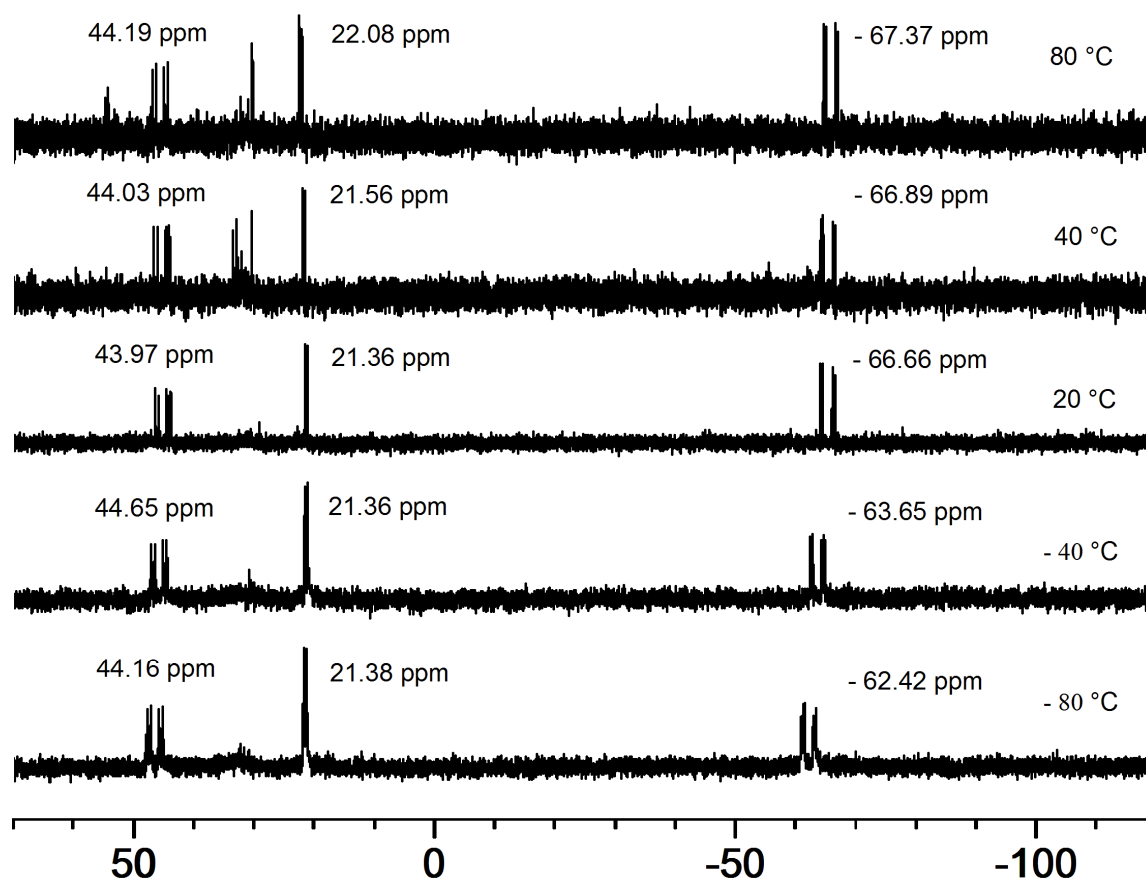 44.19 ppm 22.08 ppm - 67.37 ppm 80 °C
44.03 ppm 21.56 ppm - 66.89 ppm 40 °C
43.97 ppm 21.36 ppm - 66.66 ppm 20 °C
44.65 ppm 21.36 ppm - 63.65 ppm - 40 °C
44.16 ppm 21.38 ppm - 62.42 ppm - 80 °C
50 0 -50 -100